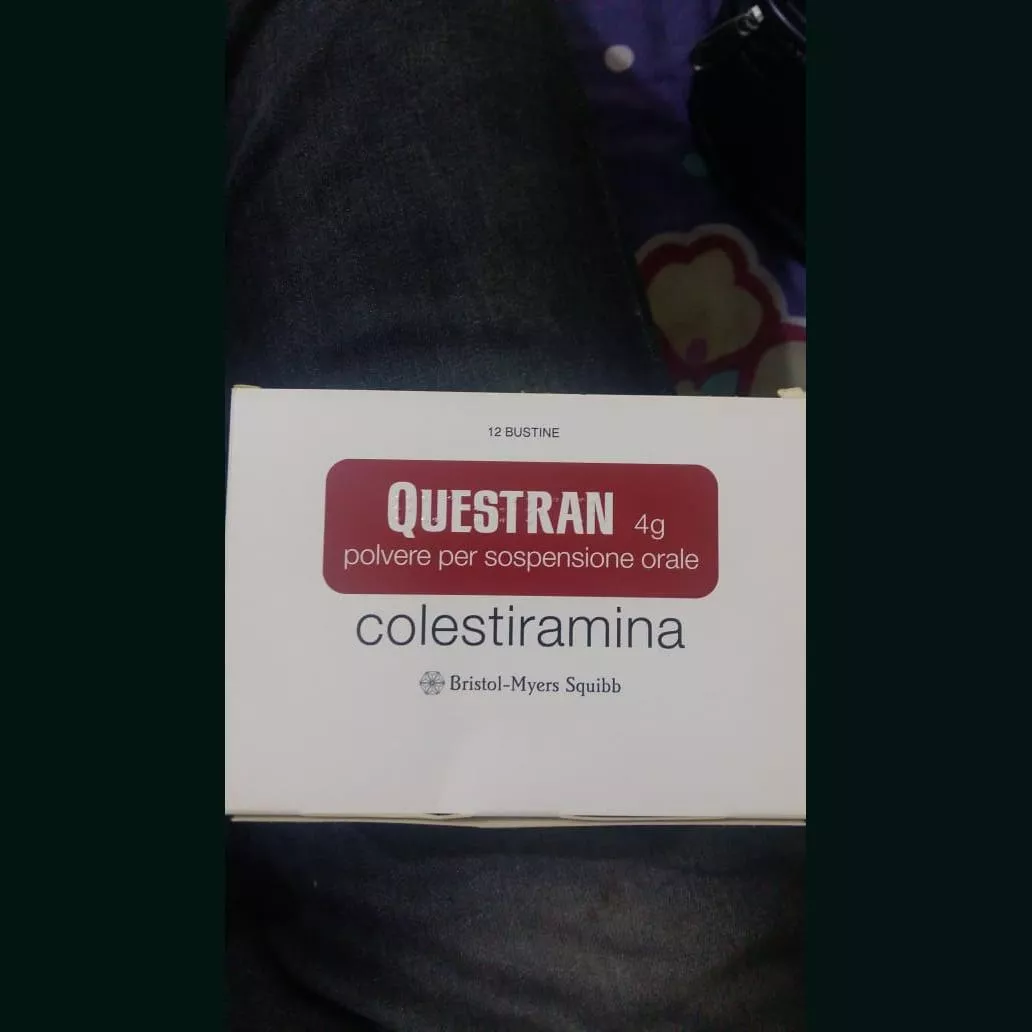 12 BUSTINE
QUESTRAN 4g
polvere per sospensione orale
colestiramina
Bristol-Myers Squibb